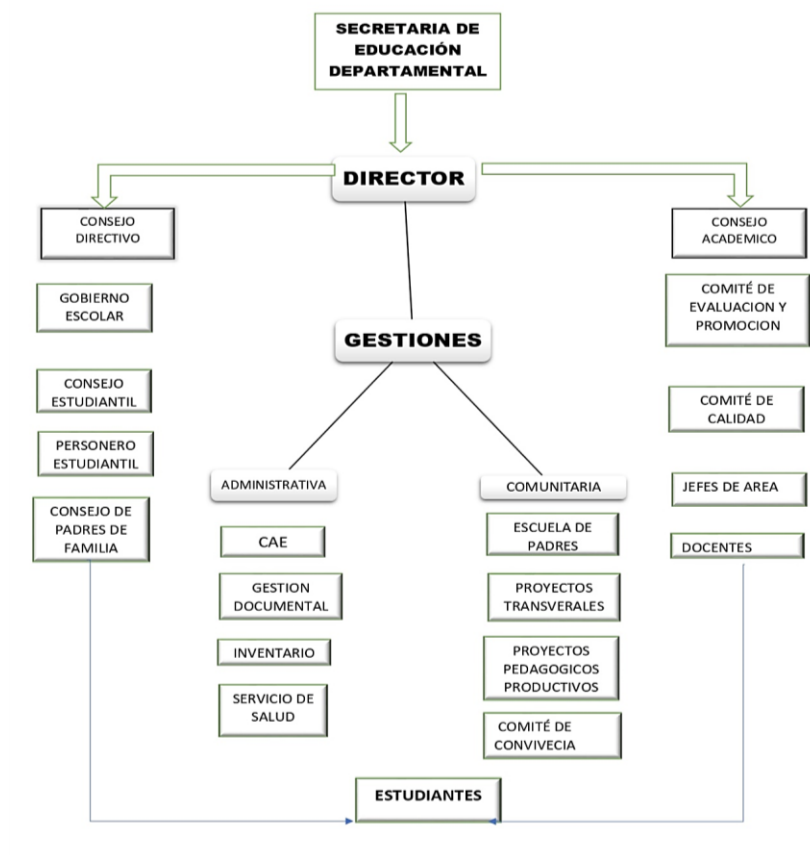 SECRETARIA DE
EDUCACIÓN
DEPARTAMENTAL
DIRECTOR
CONSEJO
DIRECTIVO
GOBIERNO
ESCOLAR
CONSEJO
ESTUDIANTIL
PERSONERO
ESTUDIANTIL
CONSEJO DE
PADRES DE
FAMILIA
GESTIONES
ADMINISTRATIVA
CAE
GESTION
DOCUMENTAL
INVENTARIO
SERVICIO DE
SALUD
COMUNITARIA
ESCUELA DE
PADRES
PROYECTOS
TRANSVERALES
PROYECTOS
PEDAGOGICOS
PRODUCTIVOS
COMITÉ DE
CONVIVECIA
CONSEJO
ACADEMICO
COMITÉ DE
EVALUACION Y
PROMOCION
COMITÉ DE
CALIDAD
JEFES DE AREA
DOCENTES
ESTUDIANTES